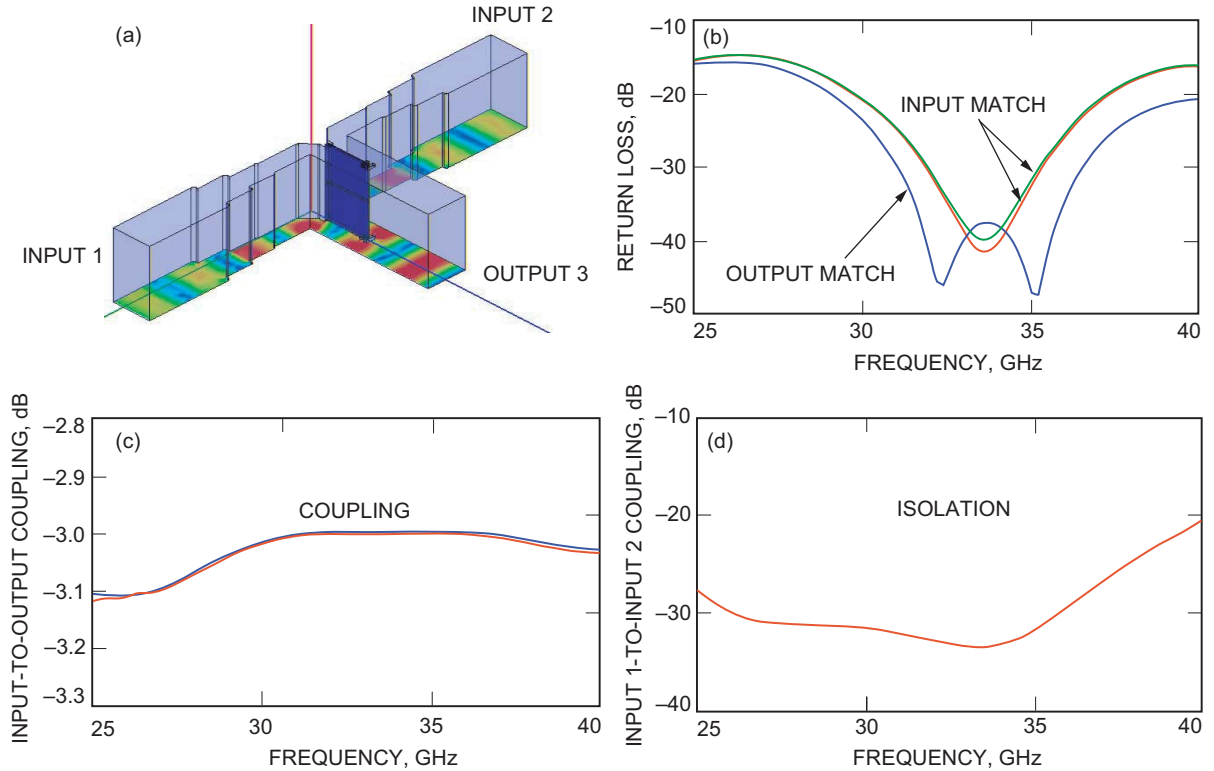 (a)
INPUT 2
INPUT 1
OUTPUT 3
(b)
RETURN LOSS, dB
–10
–20
–30
–40
–50
INPUT MATCH
OUTPUT MATCH
25
30
35
40
FREQUENCY, GHz
(c)
INPUT-TO-OUTPUT COUPLING, dB
–2.8
–2.9
–3.0
–3.1
–3.2
–3.3
COUPLING
25
30
35
40
FREQUENCY, GHz
(d)
INPUT 1-TO-INPUT 2 COUPLING, dB
–10
–20
–30
–40
ISOLATION
25
30
35
40
FREQUENCY, GHz